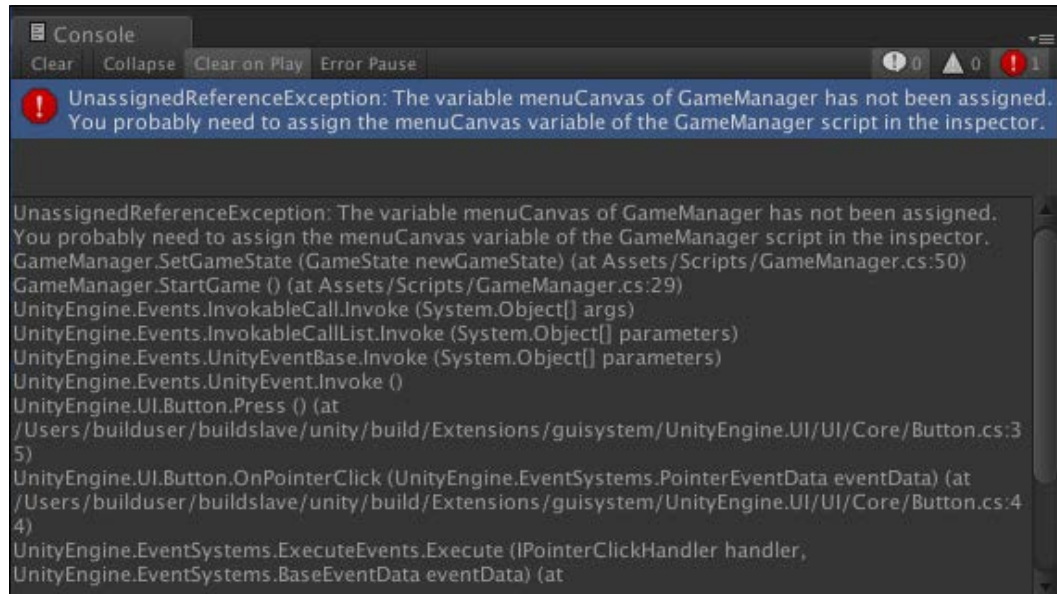 Console
Clear Collapse Clear on Play Error Pause 0 0 1
UnassignedReferenceException: The variable menuCanvas of GameManager has not been assigned.
You probably need to assign the menuCanvas variable of the GameManager script in the inspector.
UnassignedReferenceException: The variable menuCanvas of GameManager has not been assigned.
You probably need to assign the menuCanvas variable of the GameManager script in the inspector.
GameManager.SetGameState (GameState newGameState) (at Assets/Scripts/GameManager.cs:50)
GameManager.StartGame () (at Assets/Scripts/GameManager.cs:29)
UnityEngine.Events.InvokableCall.Invoke (System.Object[] args)
UnityEngine.Events.InvokableCallList.Invoke (System.Object[] parameters)
UnityEngine.Events.UnityEventBase.Invoke (System.Object[] parameters)
UnityEngine.Events.UnityEvent.Invoke ()
UnityEngine.UI.Button.Press () (at
/Users/builduser/buildslave/unity/build/Extensions/guisystem/UnityEngine.UI/UI/Core/Button.cs:3
5)
UnityEngine.UI.Button.OnPointerClick (UnityEngine.EventSystems.PointerEventData eventData) (at
/Users/builduser/buildslave/unity/build/Extensions/guisystem/UnityEngine.UI/UI/Core/Button.cs:4
4)
UnityEngine.EventSystems.ExecuteEvents.Execute (IPointerClickHandler handler,
UnityEngine.EventSystems.BaseEventData eventData) (at